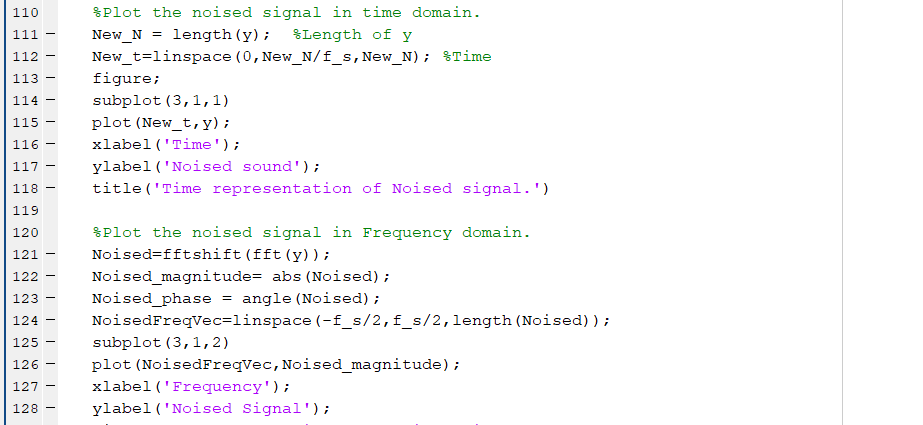 110 %Plot the noised signal in time domain.
111 – New_N = length(y); %Length of y
112 – New_t=linspace(0,New_N/f_s,New_N); %Time
113 – figure;
114 – subplot(3,1,1)
115 – plot(New_t,y);
116 – xlabel('Time');
117 – ylabel('Noised sound');
118 – title('Time representation of Noised signal.')
119
120 %Plot the noised signal in Frequency domain.
121 – Noised=fftshift(fft(y));
122 – Noised_magnitude= abs(Noised);
123 – Noised_phase = angle(Noised);
124 – NoisedFreqVec=linspace(-f_s/2,f_s/2,length(Noised));
125 – subplot(3,1,2)
126 – plot(NoisedFreqVec,Noised_magnitude);
127 – xlabel('Frequency');
128 – ylabel('Noised Signal');